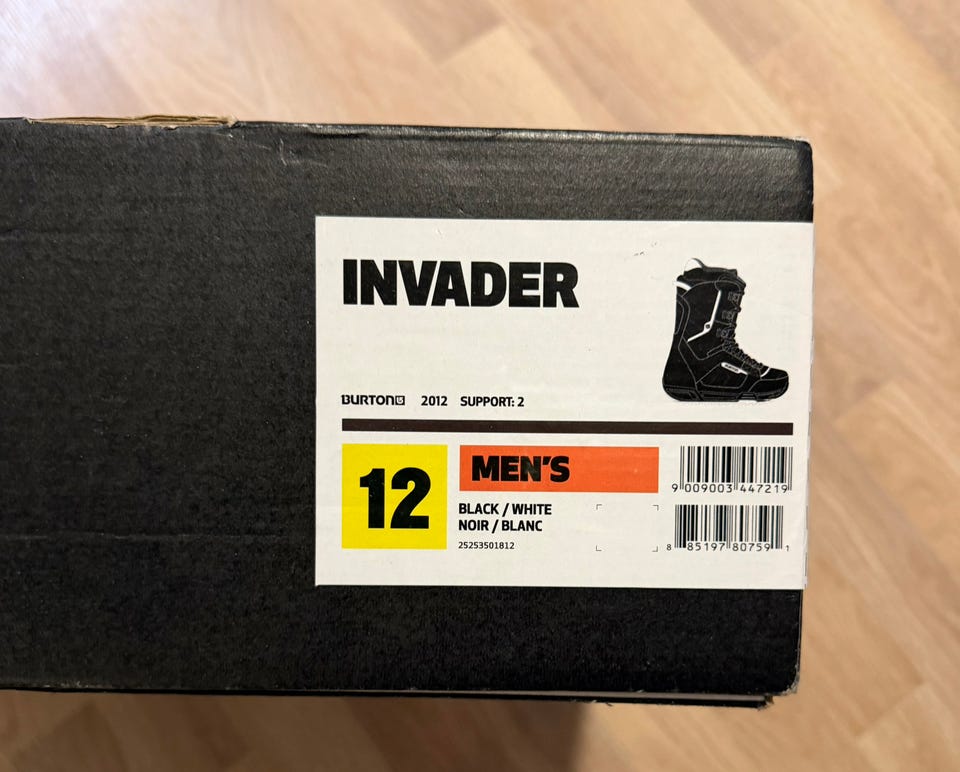 INVADER
BURTON 2012 SUPPORT: 2
12
MEN'S
BLACK / WHITE
NOIR / BLANC
25253501812
9 009003 447219
8 85197 80759 1